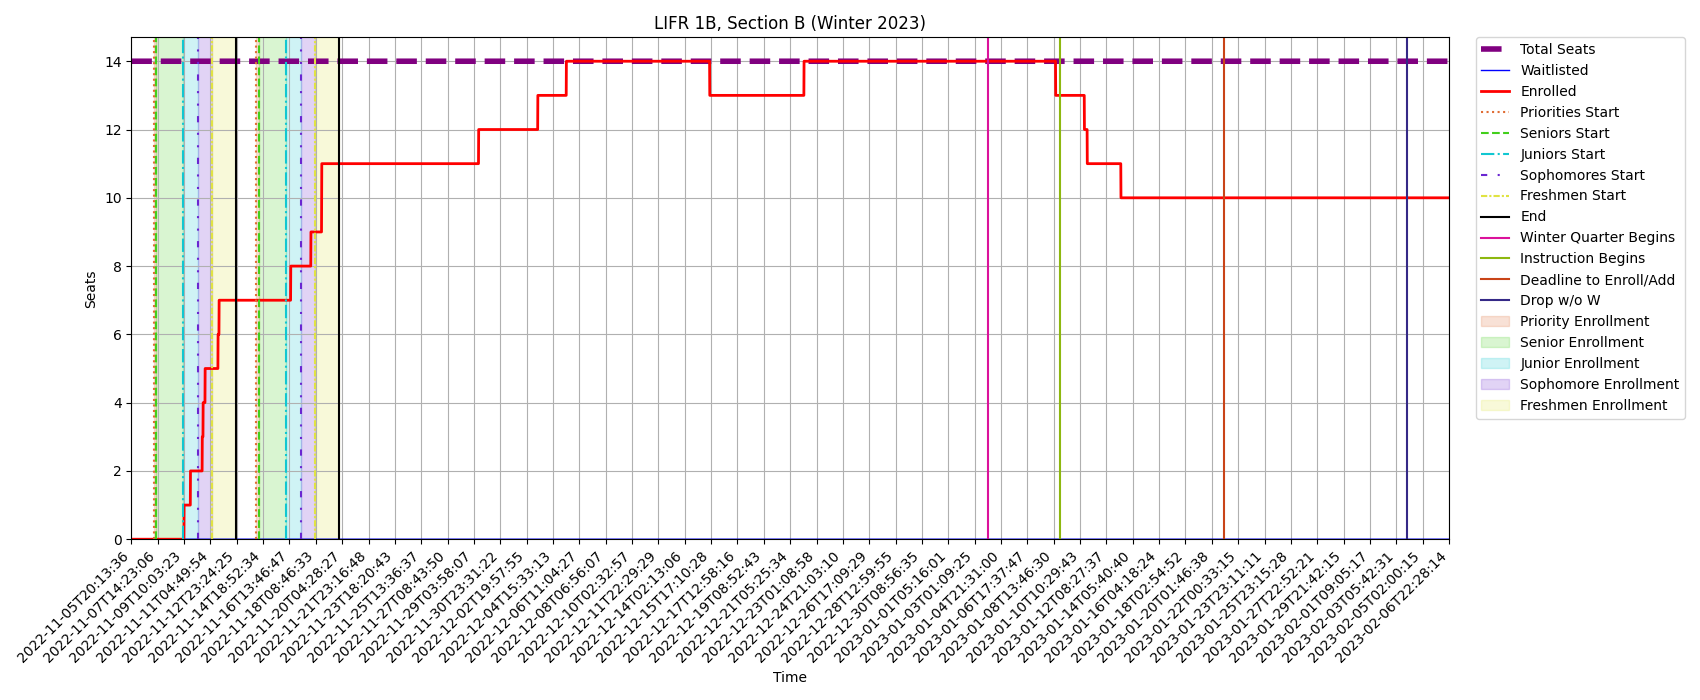 LIFR 1B, Section B (Winter 2023)
Seats
14
12
10
8
6
4
2
0
2022-11-05T20:13:36
2022-11-07T14:23:06
2022-11-09T10:03:23
2022-11-11T04:49:54
2022-11-12T23:24:25
2022-11-14T18:52:34
2022-11-16T13:46:47
2022-11-18T08:46:33
2022-11-20T04:28:27
2022-11-21T23:16:48
2022-11-23T18:20:43
2022-11-25T13:36:37
2022-11-27T08:43:50
2022-11-29T03:58:07
2022-11-30T23:31:22
2022-12-02T19:57:55
2022-12-04T15:33:13
2022-12-06T11:04:27
2022-12-08T06:56:07
2022-12-10T02:32:57
2022-12-11T22:29:29
2022-12-14T02:13:06
2022-12-15T17:10:28
2022-12-17T12:58:16
2022-12-19T08:52:43
2022-12-21T05:25:34
2022-12-23T01:08:58
2022-12-24T21:03:10
2022-12-26T17:09:29
2022-12-28T12:59:55
2022-12-30T08:56:35
2023-01-01T05:16:01
2023-01-03T01:09:25
2023-01-04T21:31:00
2023-01-06T17:37:47
2023-01-08T13:46:30
2023-01-10T10:29:43
2023-01-12T08:27:37
2023-01-14T05:40:40
2023-01-16T04:18:24
2023-01-18T02:54:52
2023-01-20T01:46:38
2023-01-22T00:33:15
2023-01-23T23:11:11
2023-01-25T23:15:28
2023-01-27T22:52:21
2023-01-29T21:42:15
2023-02-01T09:05:17
2023-02-03T05:42:31
2023-02-05T02:00:15
2023-02-06T22:28:14
Time
Total Seats
Waitlisted
Enrolled
Priorities Start
Seniors Start
Juniors Start
Sophomores Start
Freshmen Start
End
Winter Quarter Begins
Instruction Begins
Deadline to Enroll/Add
Drop w/o W
Priority Enrollment
Senior Enrollment
Junior Enrollment
Sophomore Enrollment
Freshmen Enrollment